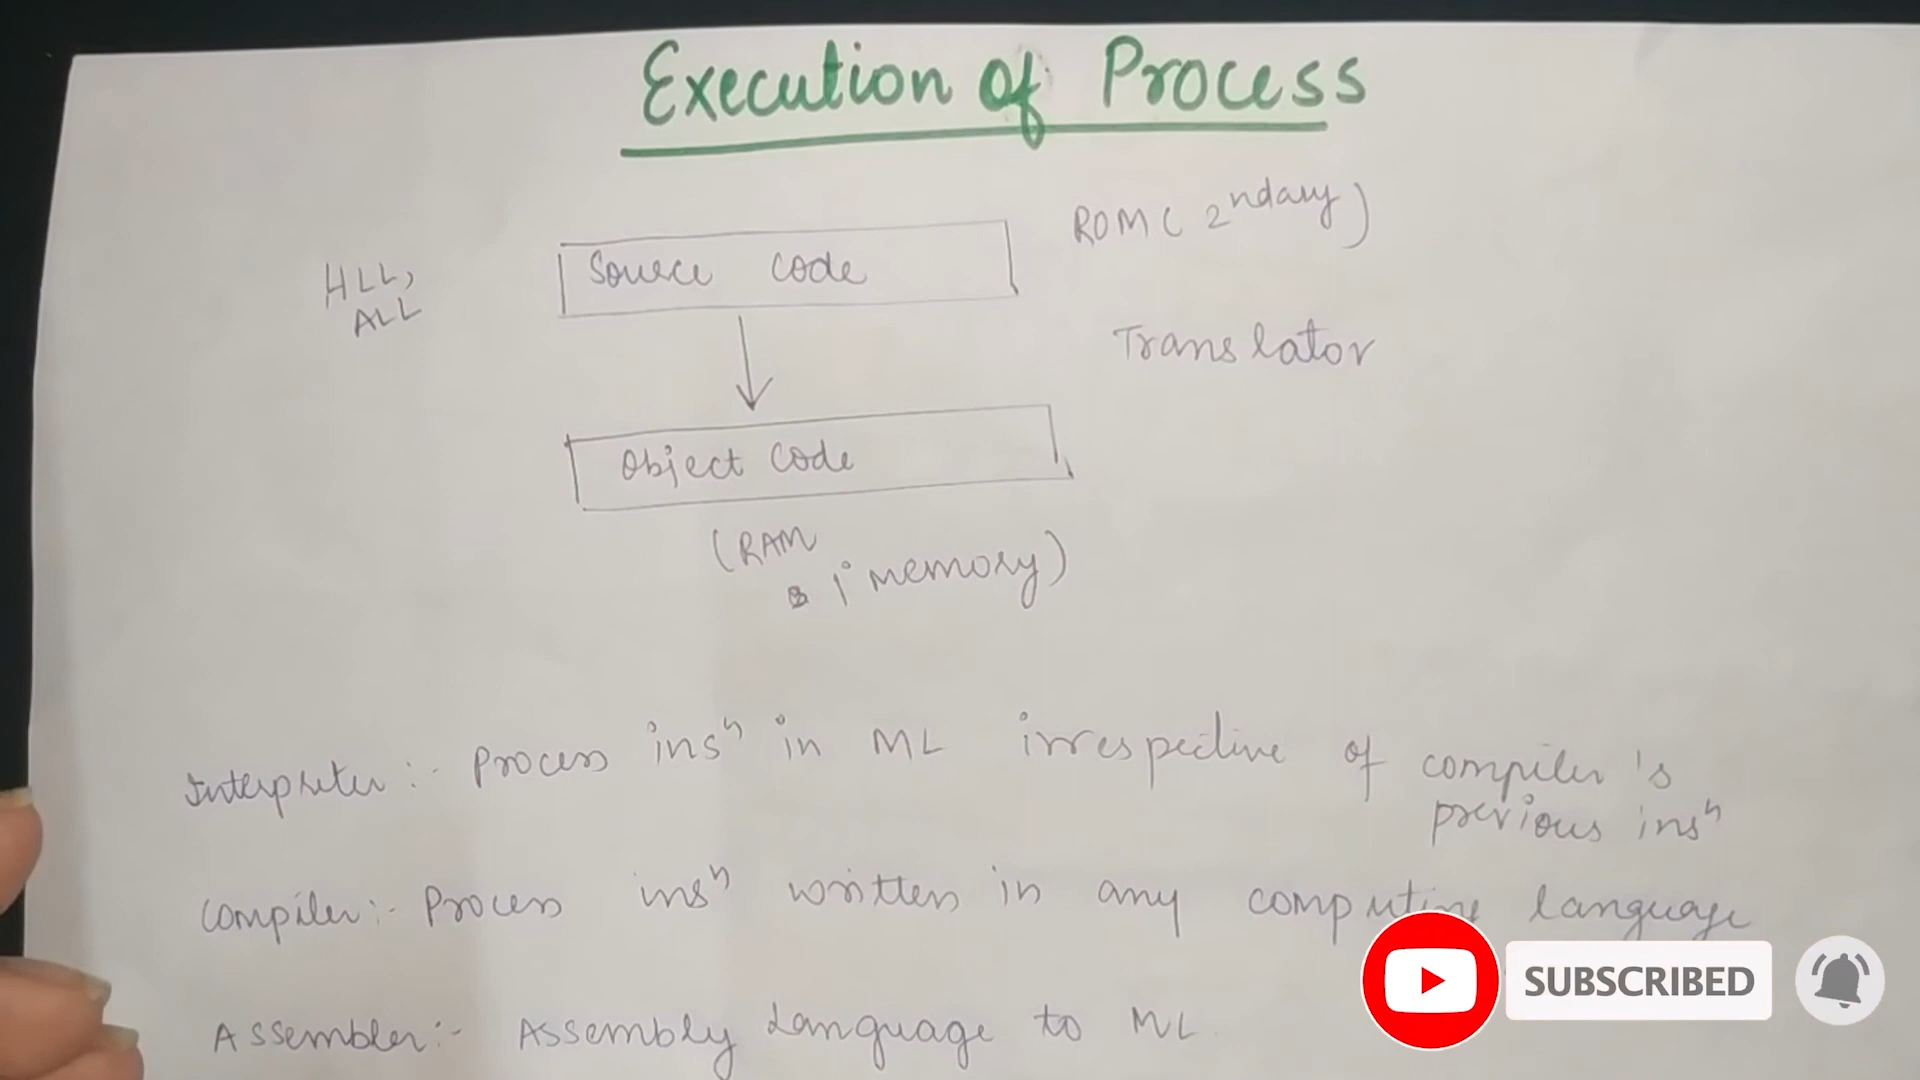 Execution of Process
ROM ( 2ndary )
HLL,
ALL
Source code
Translator
Object code
(RAM
1° memory)
Interpreter :- Process insn in ML irrespective of compiler's
previous insn
Compiler :- Process insn written in any computing language
Assembler :- Assembly Language to ML
SUBSCRIBED